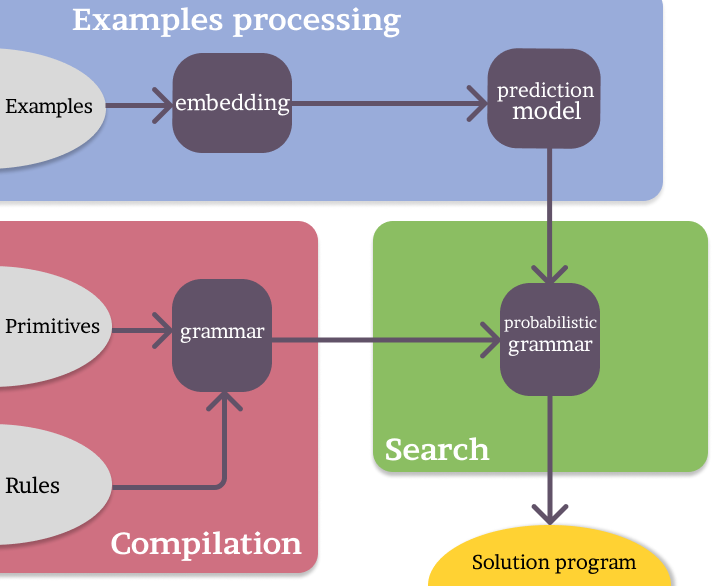 Examples processing
Examples
embedding
prediction
model
Primitives
grammar
probabilistic
grammar
Rules
Search
Compilation
Solution program